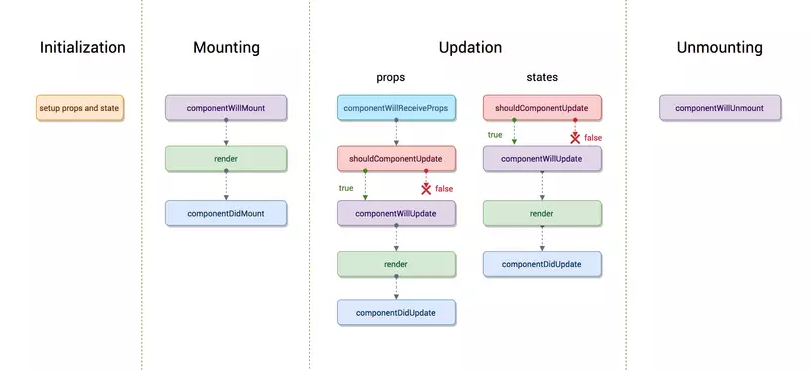 Initialization
setup props and state
Mounting
componentWillMount
render
componentDidMount
Updation
props
componentWillReceiveProps
shouldComponentUpdate
true
false
componentWillUpdate
render
componentDidUpdate
states
shouldComponentUpdate
true
false
componentWillUpdate
render
componentDidUpdate
Unmounting
componentWillUnmount